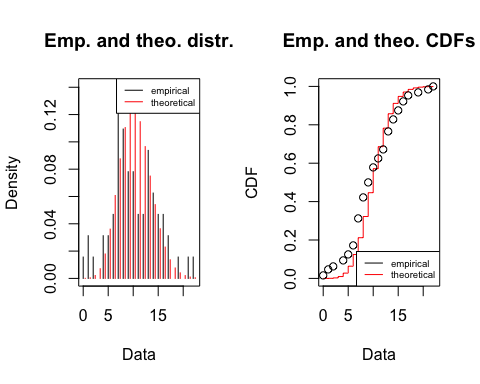 Emp. and theo. distr.
Density
0.00 0.04 0.08 0.12
empirical
theoretical
0 5 15
Data
Emp. and theo. CDFs
CDF
0.0 0.2 0.4 0.6 0.8 1.0
empirical
theoretical
0 5 15
Data